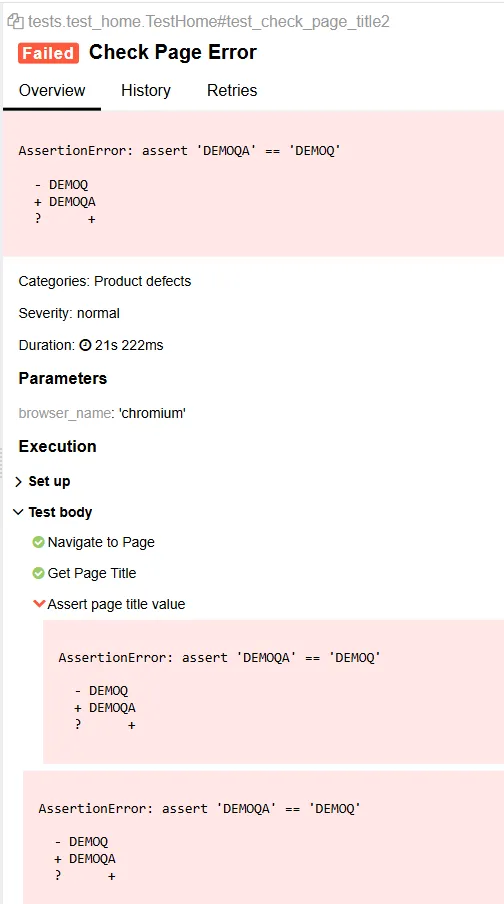 tests.test_home.TestHome#test_check_page_title2
Failed Check Page Error
Overview History Retries
AssertionError: assert 'DEMOQA' == 'DEMOQ'
- DEMOQ
+ DEMOQA
?      +
Categories: Product defects
Severity: normal
Duration: 21s 222ms
Parameters
browser_name: 'chromium'
Execution
Set up
Test body
Navigate to Page
Get Page Title
Assert page title value
AssertionError: assert 'DEMOQA' == 'DEMOQ'
- DEMOQ
+ DEMOQA
?      +
AssertionError: assert 'DEMOQA' == 'DEMOQ'
- DEMOQ
+ DEMOQA
?      +